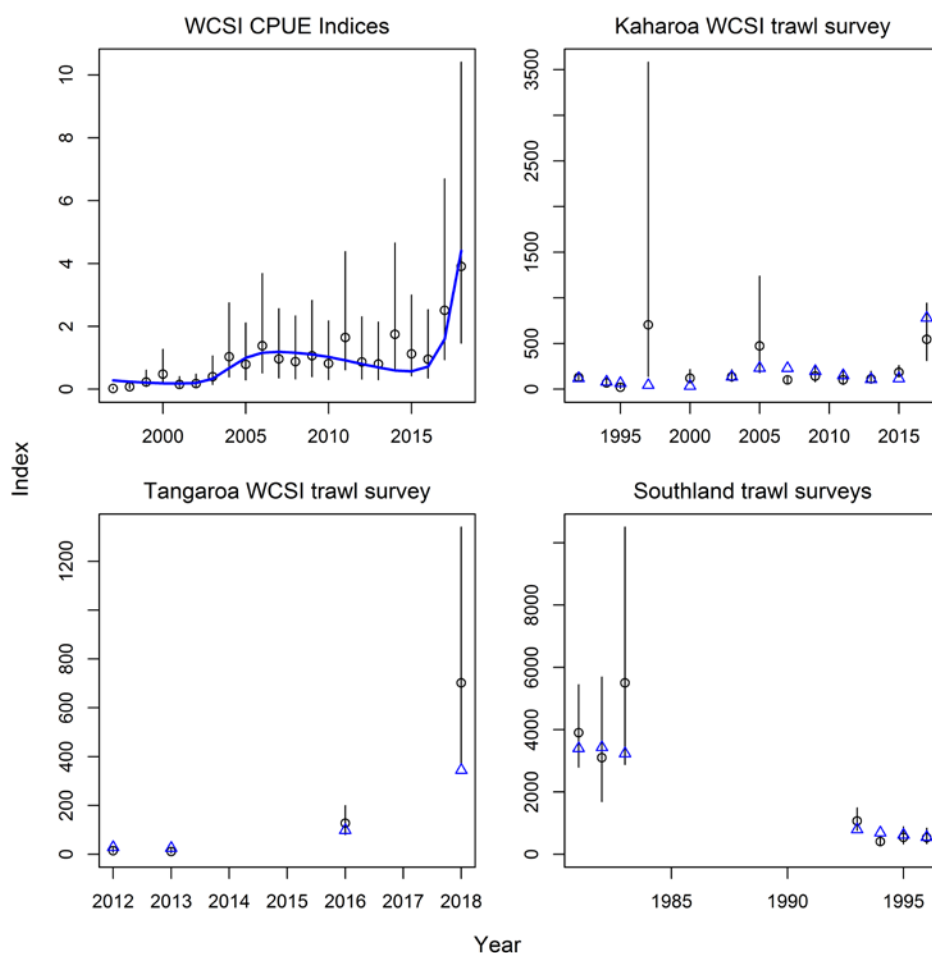 WCSI CPUE Indices
Kaharoa WCSI trawl survey
10
8
6
4
2
0
2000 2005 2010 2015
3500
2500
1500
500
0
1995 2000 2005 2010 2015
Index
Tangaroa WCSI trawl survey
Southland trawl surveys
1200
800
600
400
200
0
2012 2013 2014 2015 2016 2017 2018
8000
6000
4000
2000
0
1985 1990 1995
Year